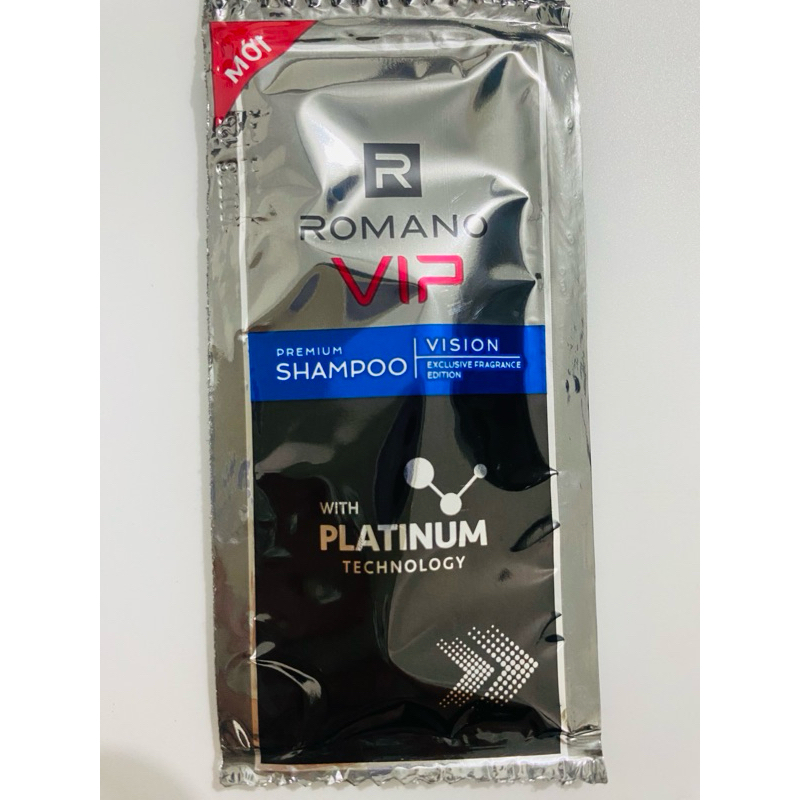 MỚI
R
ROMANO
VIP
PREMIUM
SHAMPOO
VISION
EXCLUSIVE FRAGRANCE
EDITION
WITH
PLATINUM
TECHNOLOGY